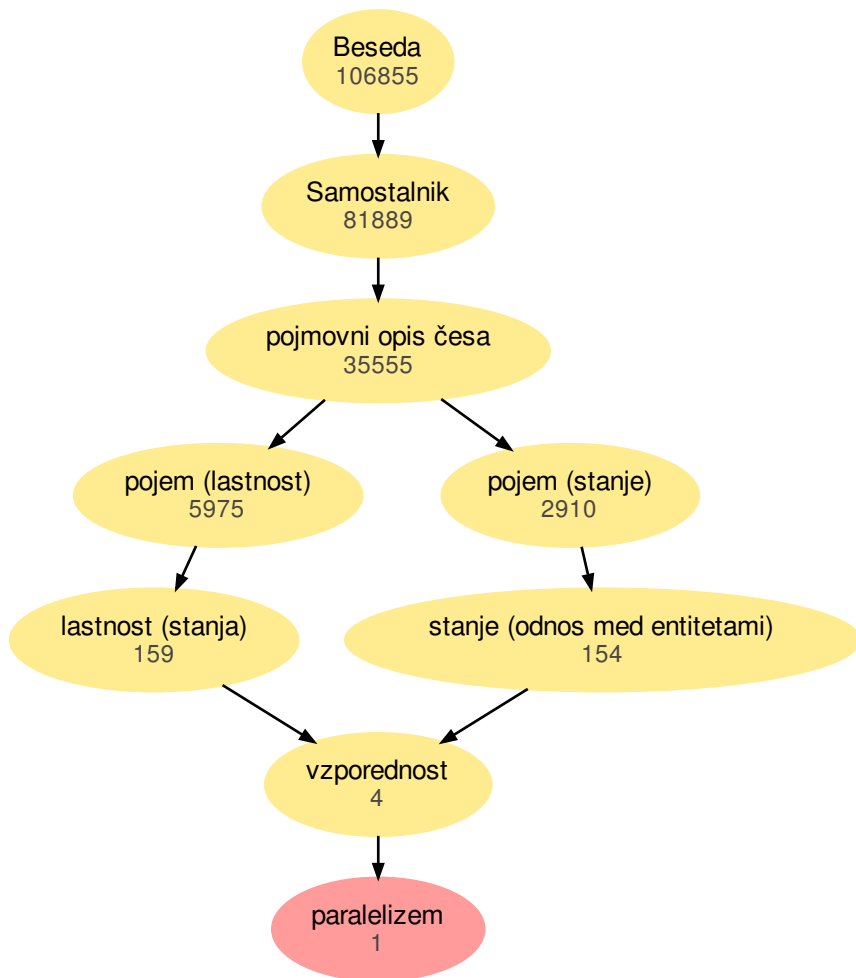 Beseda
106855
Samostalnik
81889
pojmovni opis česa
35555
pojem (lastnost)
5975
pojem (stanje)
2910
lastnost (stanja)
159
stanje (odnos med entitetami)
154
vzporednost
4
paralelizem
1